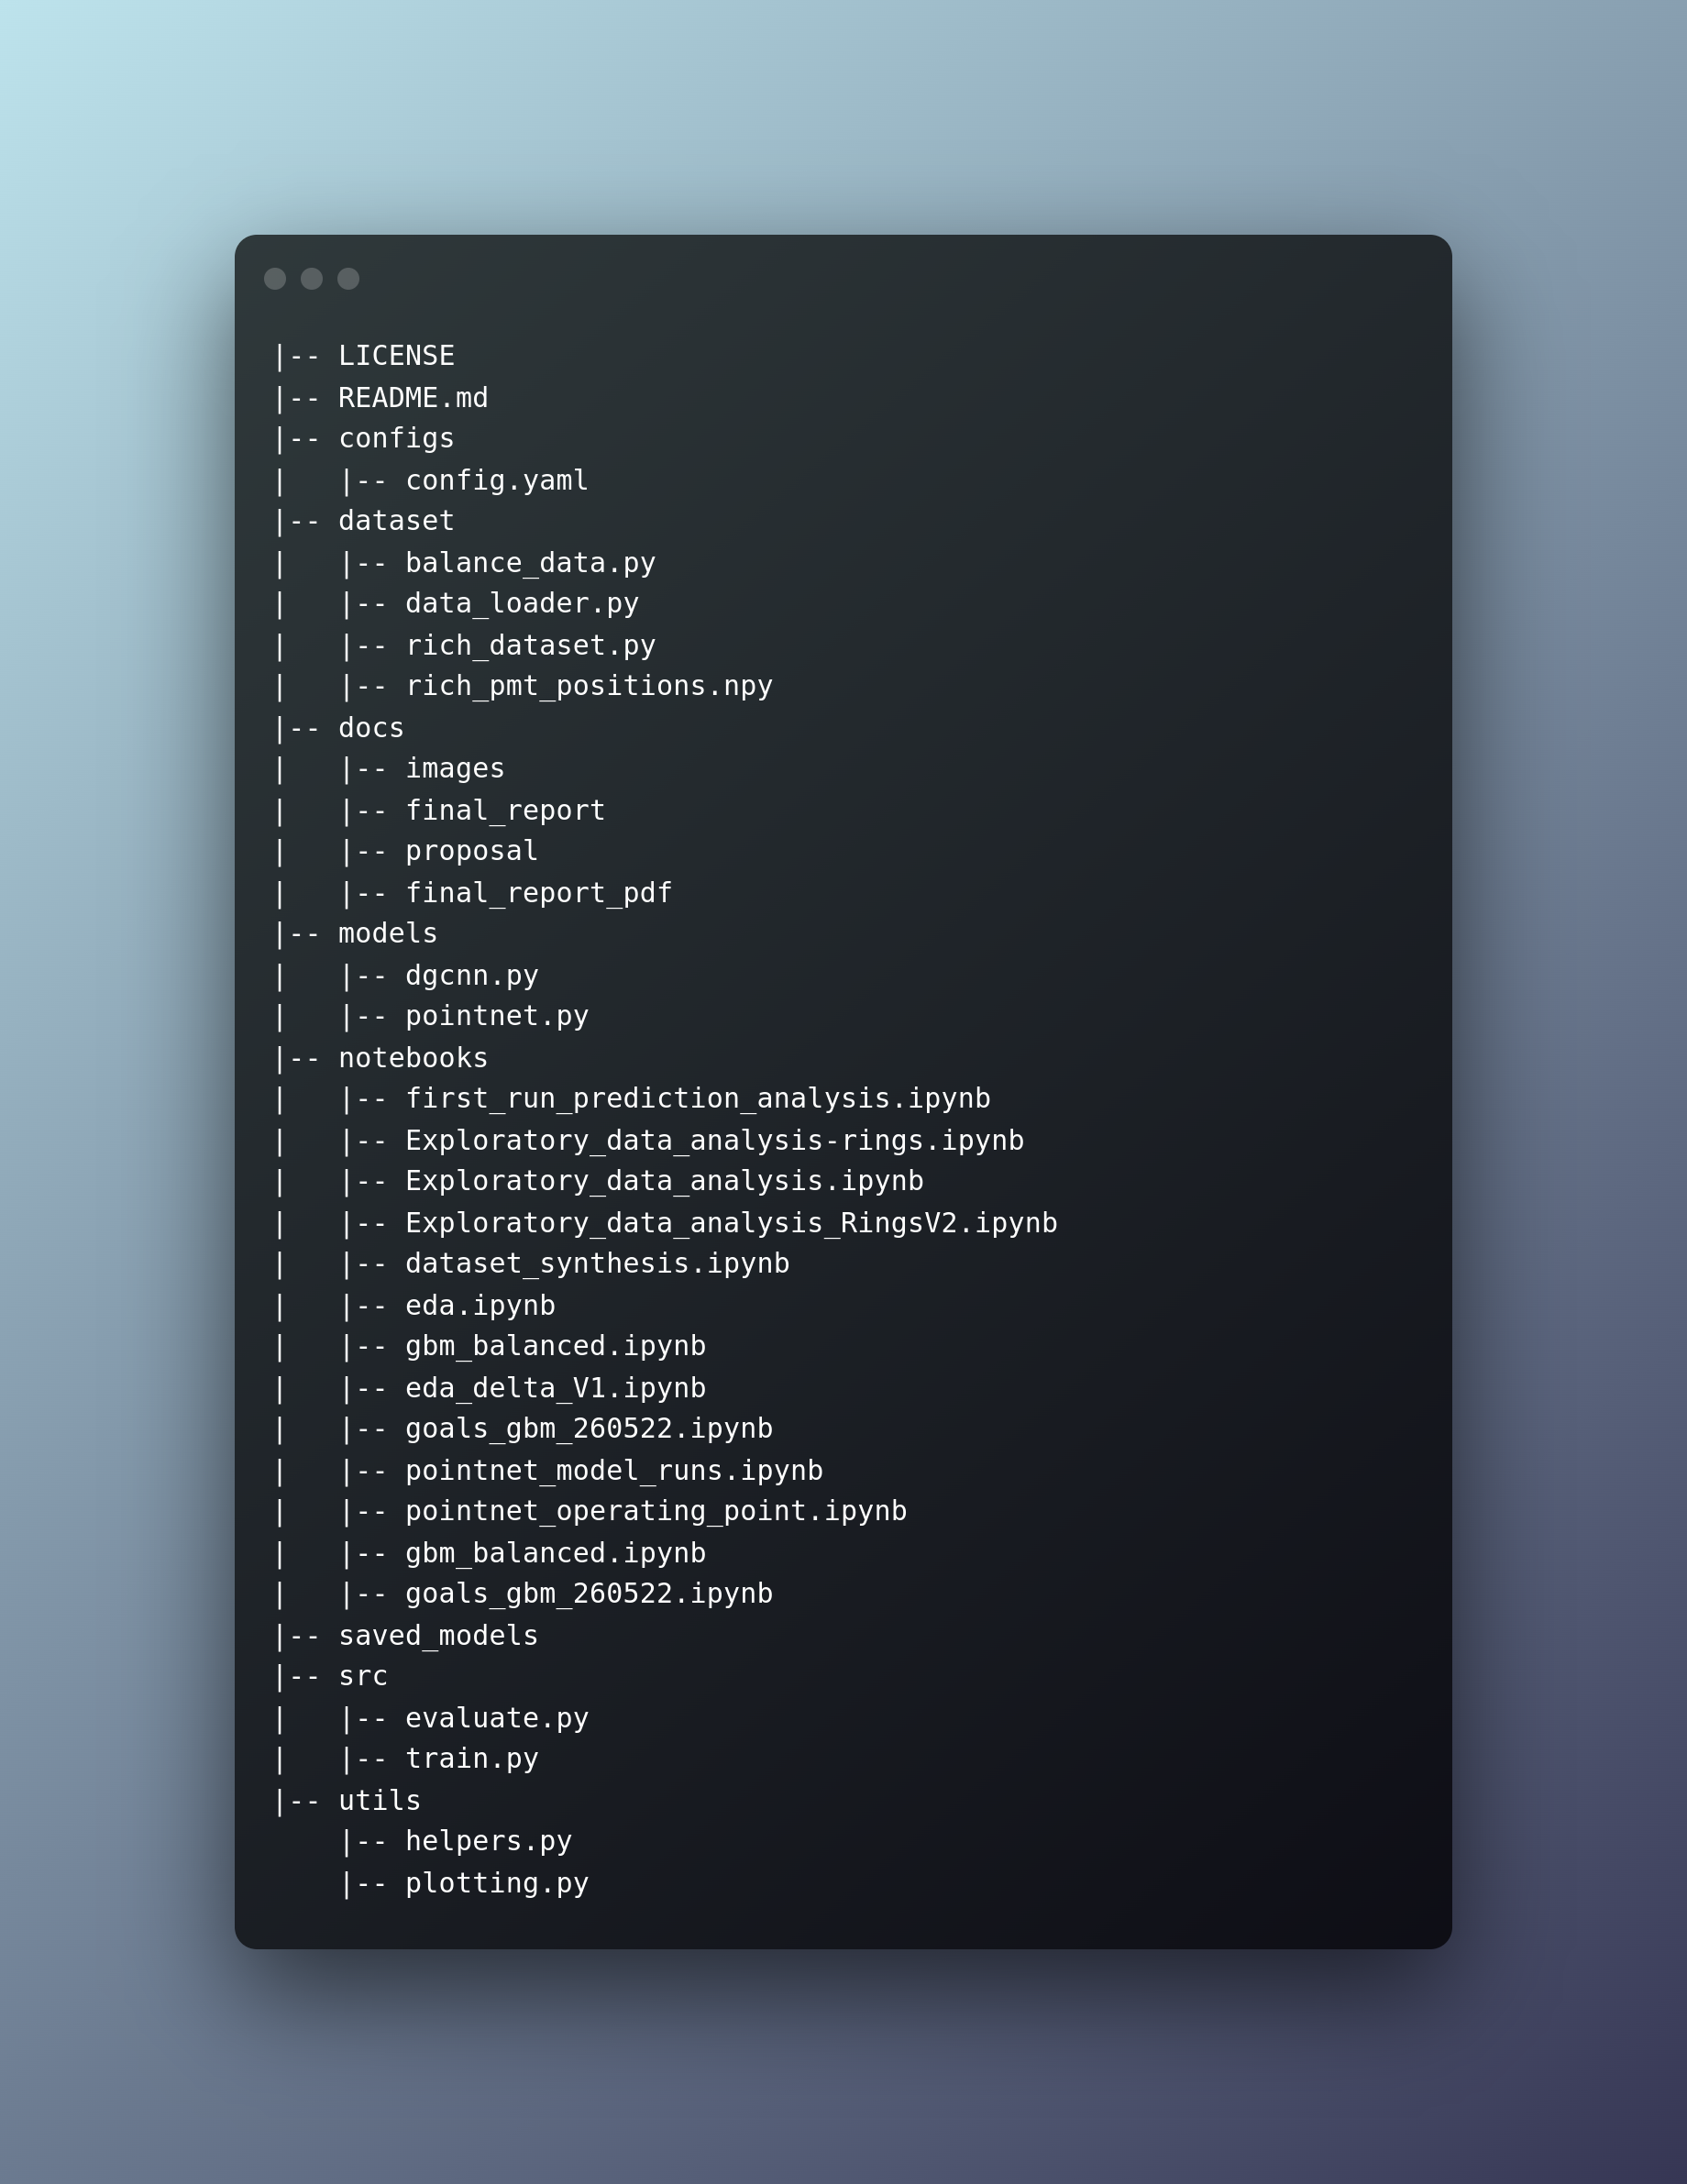 |-- LICENSE
|-- README.md
|-- configs
|   |-- config.yaml
|-- dataset
|   |-- balance_data.py
|   |-- data_loader.py
|   |-- rich_dataset.py
|   |-- rich_pmt_positions.npy
|-- docs
|   |-- images
|   |-- final_report
|   |-- proposal
|   |-- final_report_pdf
|-- models
|   |-- dgcnn.py
|   |-- pointnet.py
|-- notebooks
|   |-- first_run_prediction_analysis.ipynb
|   |-- Exploratory_data_analysis-rings.ipynb
|   |-- Exploratory_data_analysis.ipynb
|   |-- Exploratory_data_analysis_RingsV2.ipynb
|   |-- dataset_synthesis.ipynb
|   |-- eda.ipynb
|   |-- gbm_balanced.ipynb
|   |-- eda_delta_V1.ipynb
|   |-- goals_gbm_260522.ipynb
|   |-- pointnet_model_runs.ipynb
|   |-- pointnet_operating_point.ipynb
|   |-- gbm_balanced.ipynb
|   |-- goals_gbm_260522.ipynb
|-- saved_models
|-- src
|   |-- evaluate.py
|   |-- train.py
|-- utils
    |-- helpers.py
    |-- plotting.py